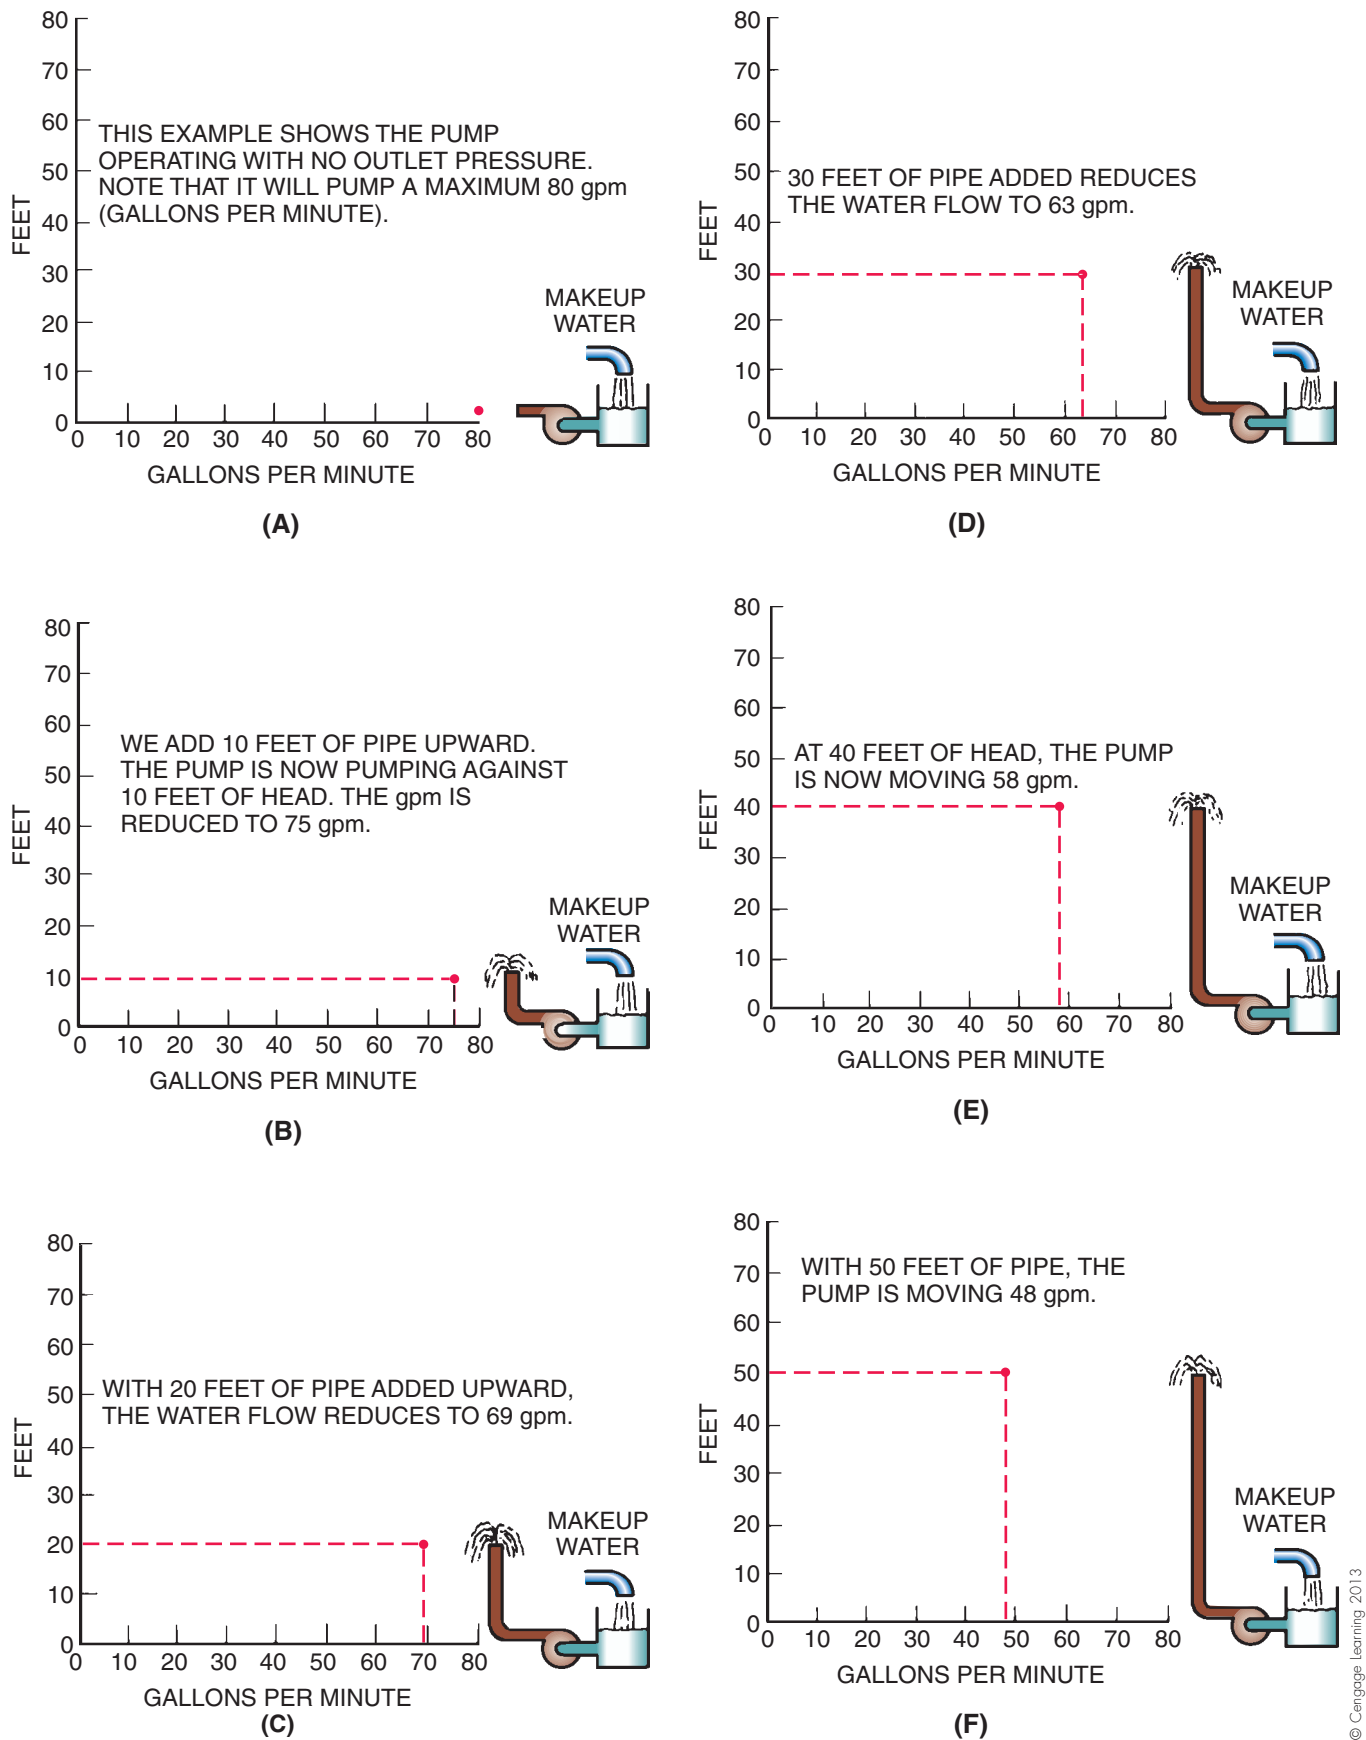 80
70
60
50
40
30
20
10
0
FEET
THIS EXAMPLE SHOWS THE PUMP
OPERATING WITH NO OUTLET PRESSURE.
NOTE THAT IT WILL PUMP A MAXIMUM 80 gpm
(GALLONS PER MINUTE).
MAKEUP
WATER
0 10 20 30 40 50 60 70 80
GALLONS PER MINUTE
(A)
80
70
60
50
40
30
20
10
0
FEET
WE ADD 10 FEET OF PIPE UPWARD.
THE PUMP IS NOW PUMPING AGAINST
10 FEET OF HEAD. THE gpm IS
REDUCED TO 75 gpm.
MAKEUP
WATER
0 10 20 30 40 50 60 70 80
GALLONS PER MINUTE
(B)
80
70
60
50
40
30
20
10
0
FEET
WITH 20 FEET OF PIPE ADDED UPWARD,
THE WATER FLOW REDUCES TO 69 gpm.
MAKEUP
WATER
0 10 20 30 40 50 60 70 80
GALLONS PER MINUTE
(C)
80
70
60
50
40
30
20
10
0
FEET
30 FEET OF PIPE ADDED REDUCES
THE WATER FLOW TO 63 gpm.
MAKEUP
WATER
0 10 20 30 40 50 60 70 80
GALLONS PER MINUTE
(D)
80
70
60
50
40
30
20
10
0
FEET
AT 40 FEET OF HEAD, THE PUMP
IS NOW MOVING 58 gpm.
MAKEUP
WATER
0 10 20 30 40 50 60 70 80
GALLONS PER MINUTE
(E)
80
70
60
50
40
30
20
10
0
FEET
WITH 50 FEET OF PIPE, THE
PUMP IS MOVING 48 gpm.
MAKEUP
WATER
0 10 20 30 40 50 60 70 80
GALLONS PER MINUTE
(F)
© Cengage Learning 2013